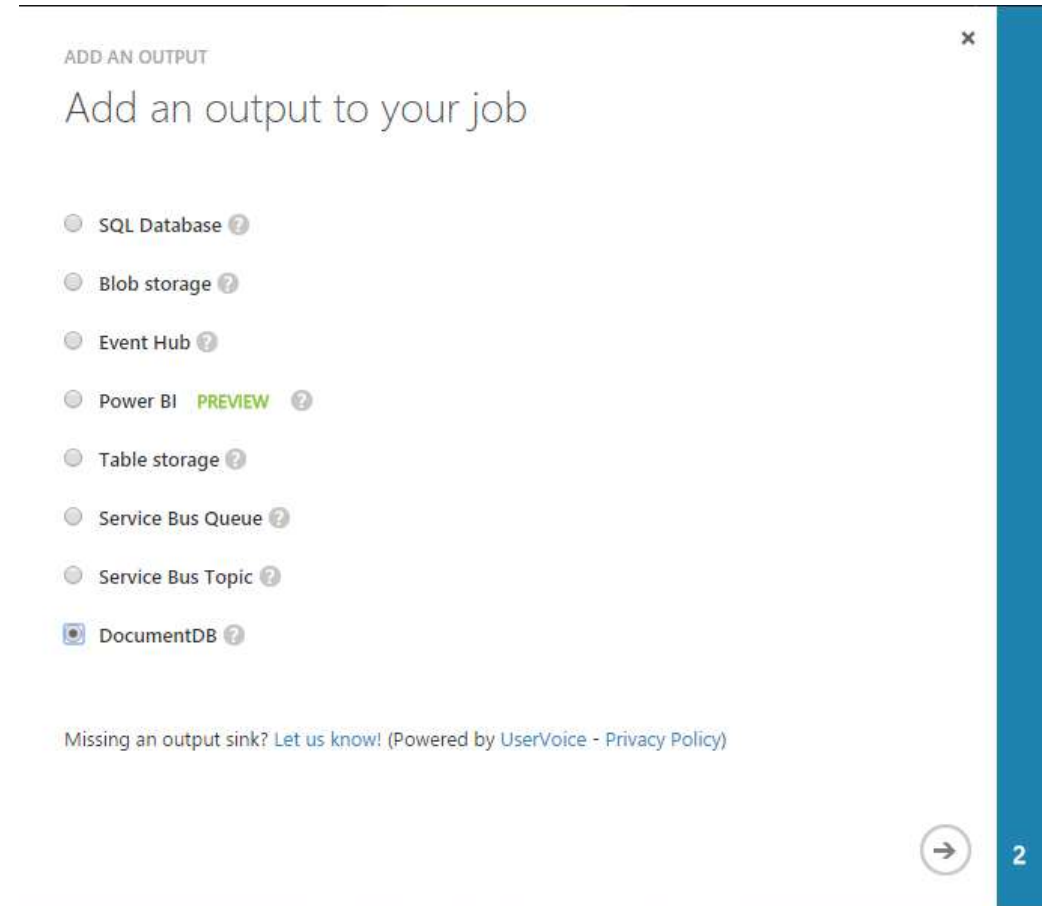 ADD AN OUTPUT
Add an output to your job
SQL Database ?
Blob storage ?
Event Hub ?
Power BI PREVIEW ?
Table storage ?
Service Bus Queue ?
Service Bus Topic ?
DocumentDB ?
Missing an output sink? Let us know! (Powered by UserVoice - Privacy Policy)
2